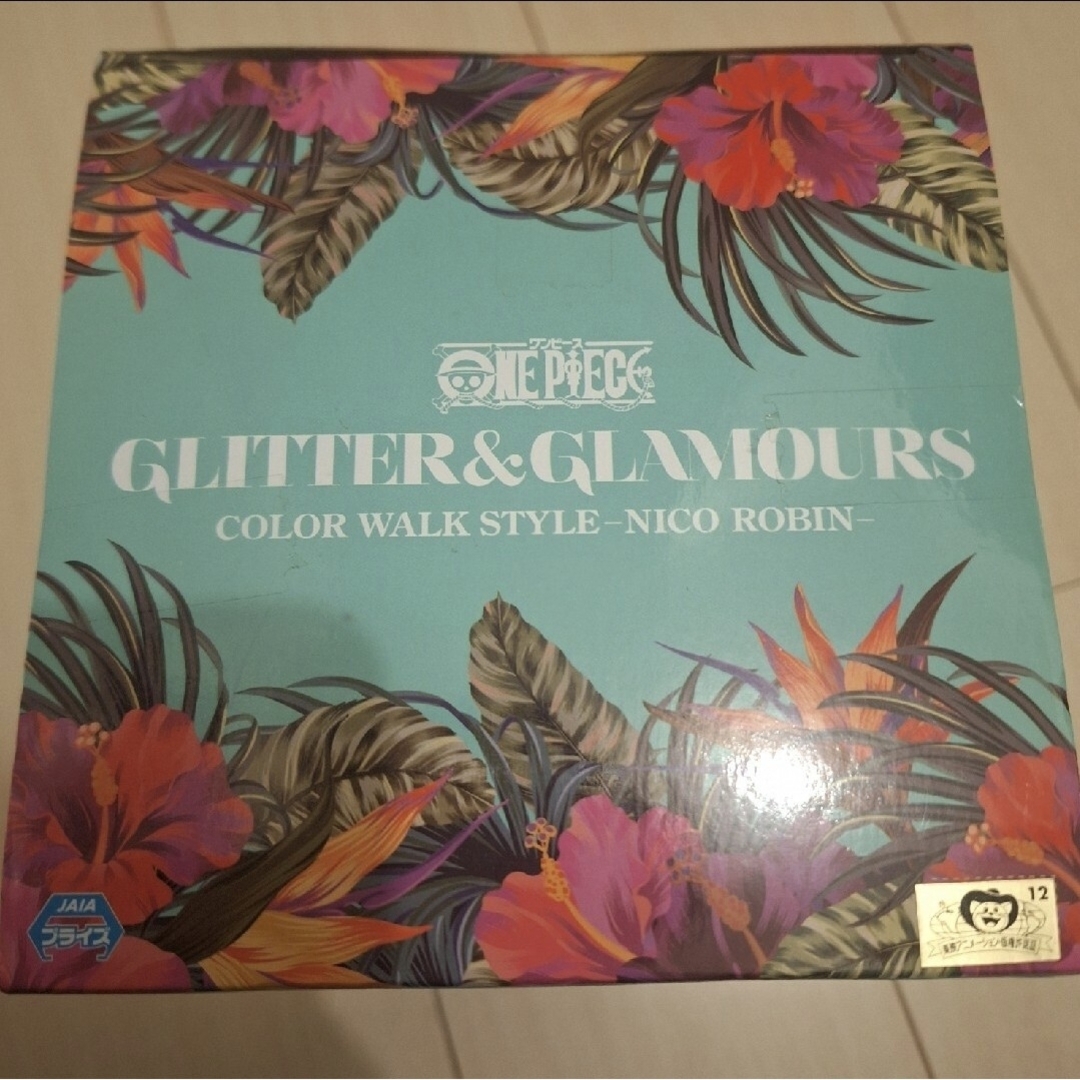 ワンピース
ONE PIECE
GLITTER&GLAMOURS
COLOR WALK STYLE–NICO ROBIN–
JAIA
プライズ
12